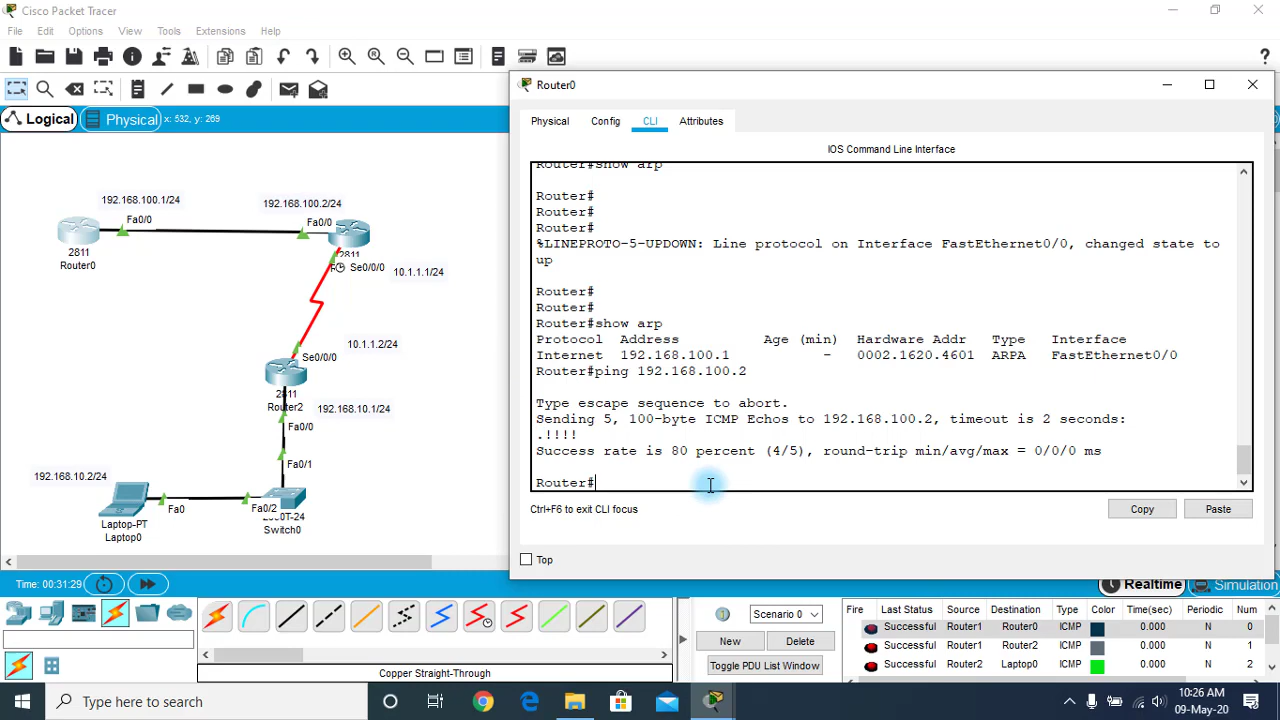 Cisco Packet Tracer
File Edit Options View Tools Extensions Help
Logical
Physical
x: 532, y: 269
192.168.100.1/24
192.168.100.2/24
Fa0/0
Fa0/0
2811
Router0
2811
Se0/0/0
10.1.1.1/24
10.1.1.2/24
Se0/0/0
2811
Router2
192.168.10.1/24
Fa0/0
Fa0/1
192.168.10.2/24
Fa0
Fa0/2
Laptop-PT
Laptop0
Switch0
Router0
Physical Config CLI Attributes
IOS Command Line Interface
Router#show arp
Router#
Router#
Router#
%LINEPROTO-5-UPDOWN: Line protocol on Interface FastEthernet0/0, changed state to
up
Router#
Router#
Router#show arp
Protocol Address Age (min) Hardware Addr Type Interface
Internet 192.168.100.1 - 0002.1620.4601 ARPA FastEthernet0/0
Router#ping 192.168.100.2
Type escape sequence to abort.
Sending 5, 100-byte ICMP Echos to 192.168.100.2, timeout is 2 seconds:
.!!!!
Success rate is 80 percent (4/5), round-trip min/avg/max = 0/0/0 ms
Router#
Ctrl+F6 to exit CLI focus
Copy
Paste
Top
Time: 00:31:29
Realtime
Simulation
Scenario 0
New
Delete
Toggle PDU List Window
Fire Last Status Source Destination Type Color Time(sec) Periodic Num
Successful Router1 Router0 ICMP 0.000 N 0
Successful Router1 Router2 ICMP 0.000 N 1
Successful Router2 Laptop0 ICMP 0.000 N 2
Copper Straight-Through
Type here to search
10:26 AM
09-May-20